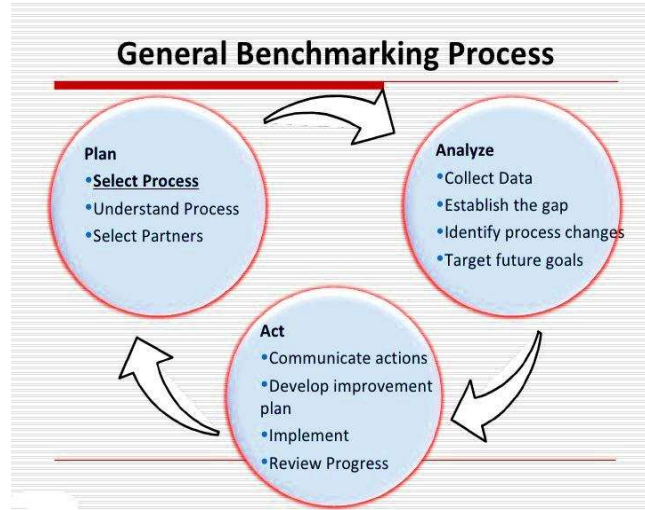 General Benchmarking Process
Plan
•Select Process
•Understand Process
•Select Partners
Analyze
•Collect Data
•Establish the gap
•Identify process changes
•Target future goals
Act
•Communicate actions
•Develop improvement
plan
•Implement
•Review Progress